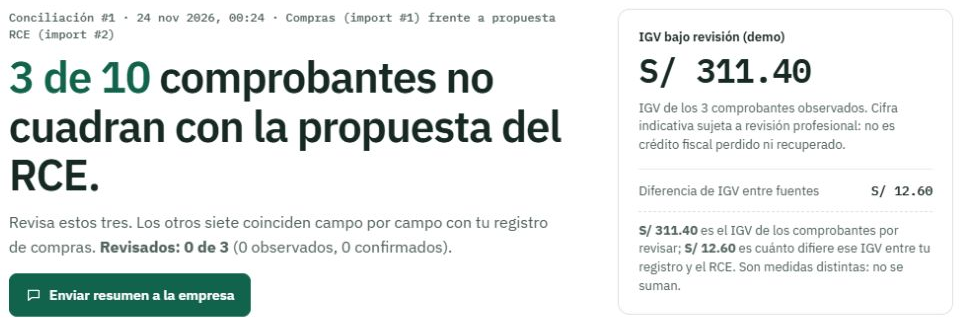 Conciliación #1 · 24 nov 2026, 00:24 · Compras (import #1) frente a propuesta
RCE (import #2)
3 de 10 comprobantes no
cuadran con la propuesta del
RCE.
Revisa estos tres. Los otros siete coinciden campo por campo con tu registro
de compras. Revisados: 0 de 3 (0 observados, 0 confirmados).
Enviar resumen a la empresa
IGV bajo revisión (demo)
S/ 311.40
IGV de los 3 comprobantes observados. Cifra
indicativa sujeta a revisión profesional: no es
crédito fiscal perdido ni recuperado.
Diferencia de IGV entre fuentes S/ 12.60
S/ 311.40 es el IGV de los comprobantes por
revisar; S/ 12.60 es cuánto difiere ese IGV entre tu
registro y el RCE. Son medidas distintas: no se
suman.